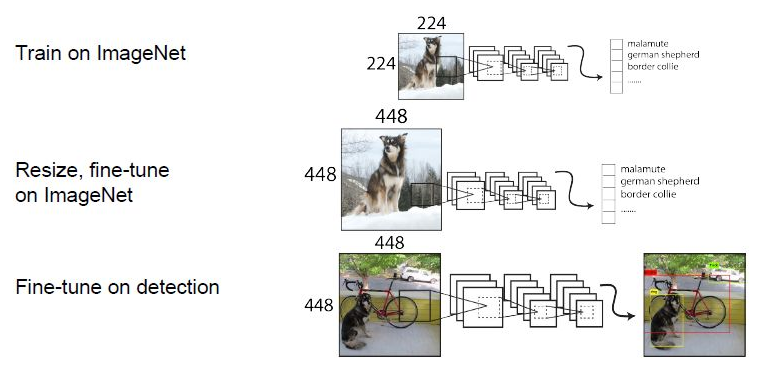 224
Train on ImageNet
224
malamute
german shepherd
border collie
.......
448
Resize, fine-tune
on ImageNet
448
malamute
german shepherd
border collie
.......
448
Fine-tune on detection
448